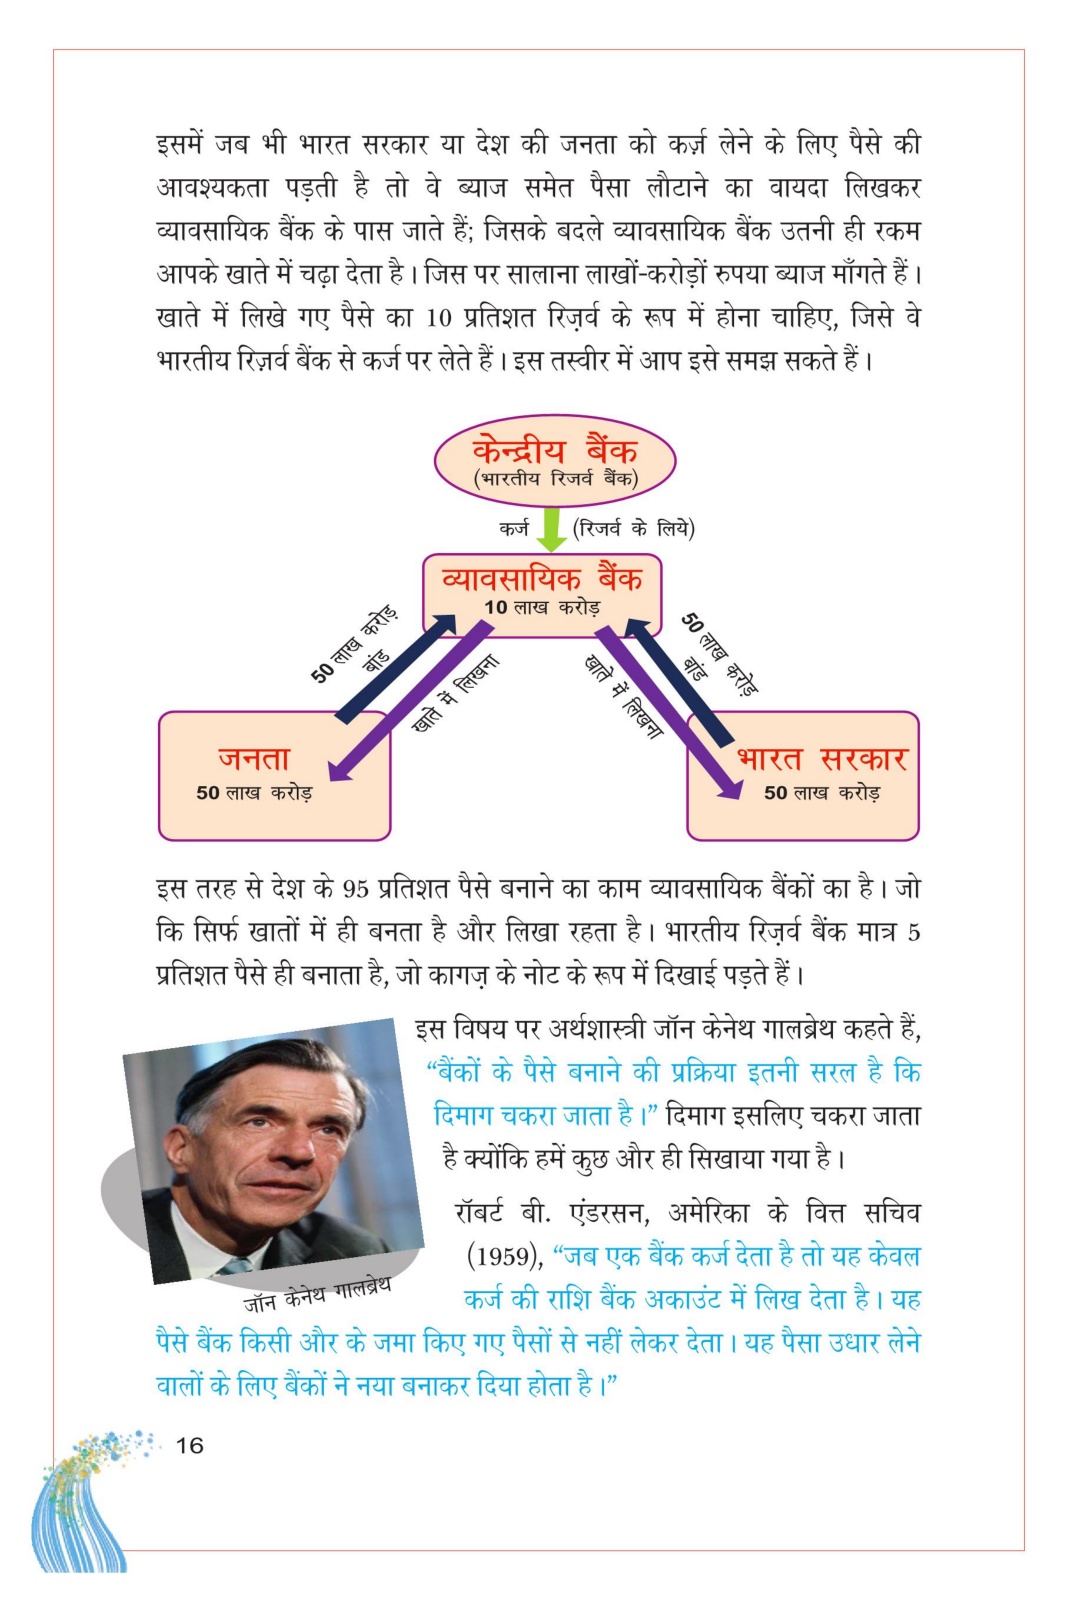 इसमें जब भी भारत सरकार या देश की जनता को कर्ज़ लेने के लिए पैसे की
आवश्यकता पड़ती है तो वे ब्याज समेत पैसा लौटाने का वायदा लिखकर
व्यावसायिक बैंक के पास जाते हैं; जिसके बदले व्यावसायिक बैंक उतनी ही रकम
आपके खाते में चढ़ा देता है। जिस पर सालाना लाखों-करोड़ों रुपया ब्याज माँगते हैं।
खाते में लिखे गए पैसे का 10 प्रतिशत रिज़र्व के रूप में होना चाहिए, जिसे वे
भारतीय रिज़र्व बैंक से कर्ज पर लेते हैं। इस तस्वीर में आप इसे समझ सकते हैं।
केन्द्रीय बैंक
(भारतीय रिजर्व बैंक)
कर्ज (रिजर्व के लिये)
व्यावसायिक बैंक
10 लाख करोड़
50 लाख करोड़
बांड
खाते में लिखना
खाते में लिखना
50 लाख करोड़
बांड
जनता
50 लाख करोड़
भारत सरकार
50 लाख करोड़
इस तरह से देश के 95 प्रतिशत पैसे बनाने का काम व्यावसायिक बैंकों का है। जो
कि सिर्फ खातों में ही बनता है और लिखा रहता है। भारतीय रिज़र्व बैंक मात्र 5
प्रतिशत पैसे ही बनाता है, जो कागज़ के नोट के रूप में दिखाई पड़ते हैं।
इस विषय पर अर्थशास्त्री जॉन केनेथ गालब्रेथ कहते हैं,
“बैंकों के पैसे बनाने की प्रक्रिया इतनी सरल है कि
दिमाग चकरा जाता है।” दिमाग इसलिए चकरा जाता
है क्योंकि हमें कुछ और ही सिखाया गया है।
रॉबर्ट बी. एंडरसन, अमेरिका के वित्त सचिव
(1959), “जब एक बैंक कर्ज देता है तो यह केवल
कर्ज की राशि बैंक अकाउंट में लिख देता है। यह
जॉन केनेथ गालब्रेथ
पैसे बैंक किसी और के जमा किए गए पैसों से नहीं लेकर देता। यह पैसा उधार लेने
वालों के लिए बैंकों ने नया बनाकर दिया होता है।”
16